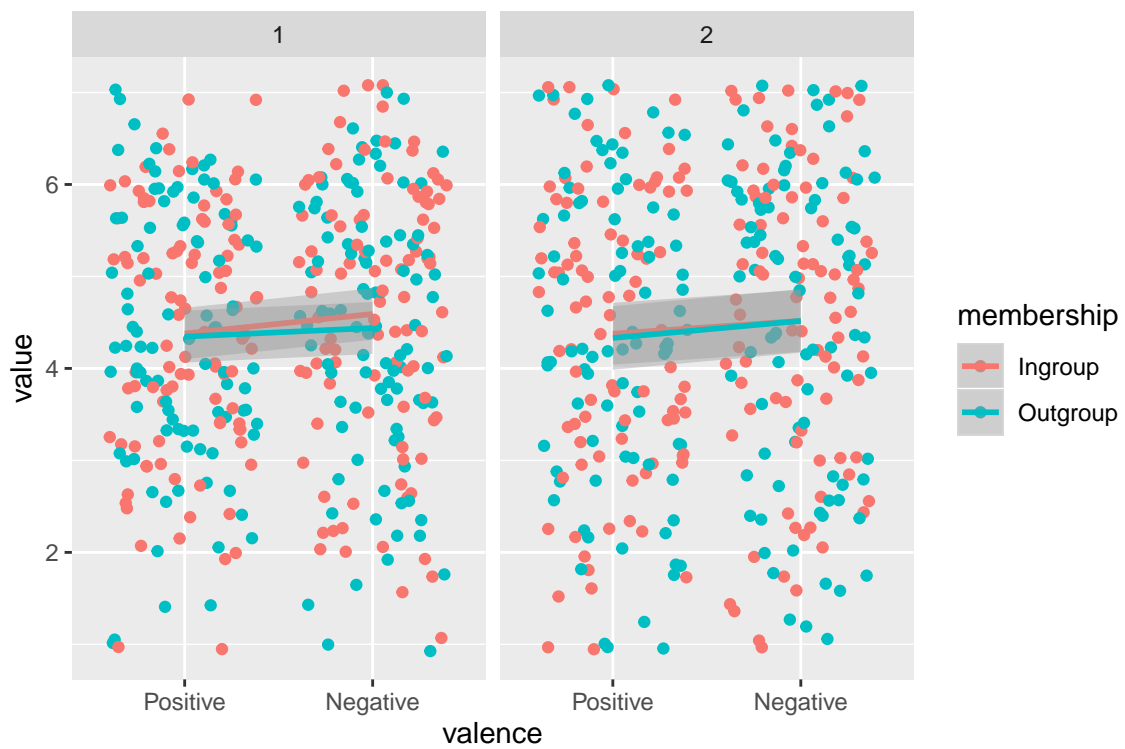 1
2
value
6
4
2
Positive
Negative
Positive
Negative
valence
membership
Ingroup
Outgroup